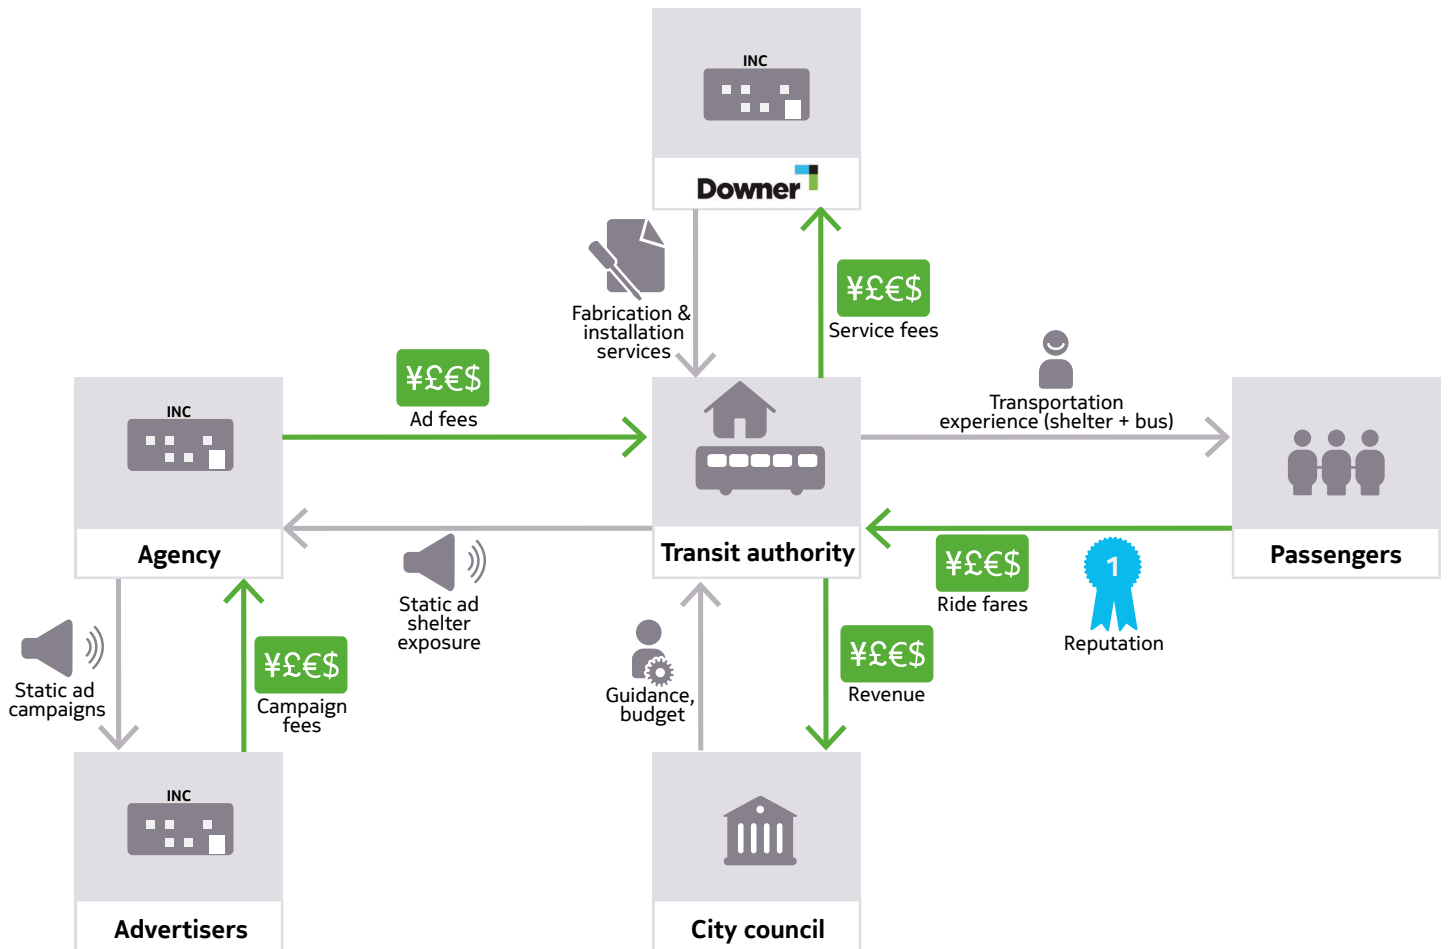 INC
Downer
¥£€$
Service fees
Fabrication &
installation
services
¥£€$
Ad fees
Transportation
experience (shelter + bus)
INC
Agency
Transit authority
Passengers
Static ad
shelter
exposure
¥£€$
Ride fares
1
Reputation
Static ad
campaigns
¥£€$
Campaign
fees
Guidance,
budget
¥£€$
Revenue
INC
Advertisers
City council